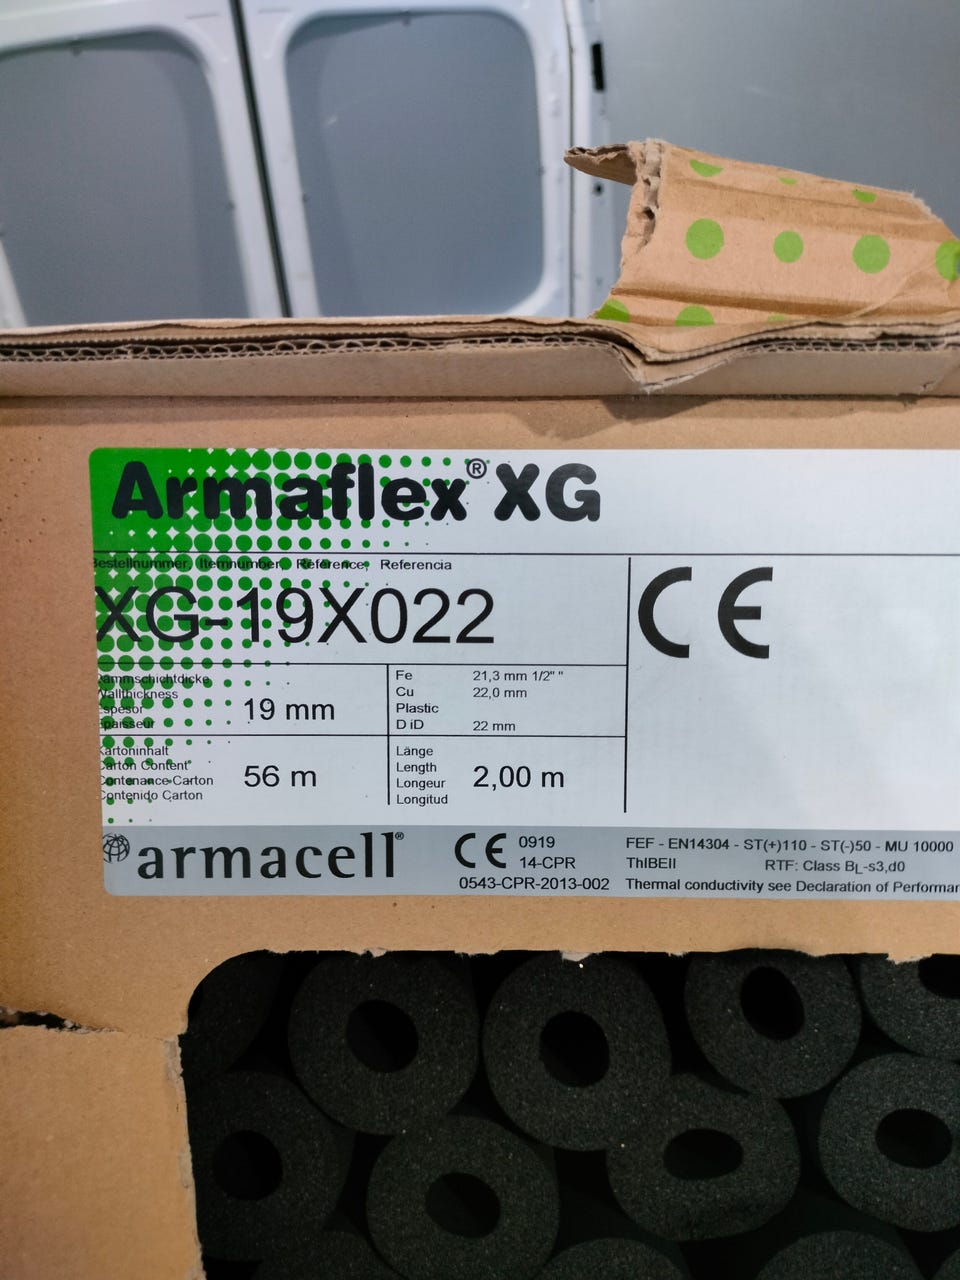 Armaflex® XG
Bestellnummer, Itemnumber, Réference, Referencia
XG-19X022
CE
Dämmschichtdicke
Wallthickness
Espesor
Epaisseur
19 mm
Fe 21,3 mm 1/2" "
Cu 22,0 mm
Plastic
D iD 22 mm
Kartoninhalt
Carton Content
Contenance Carton
Contenido Carton
56 m
Länge
Length
Longeur
Longitud
2,00 m
armacell®
CE 0919
14-CPR
0543-CPR-2013-002
FEF - EN14304 - ST(+)110 - ST(-)50 - MU 10000
ThIBEII RTF: Class BL-s3,d0
Thermal conductivity see Declaration of Performan